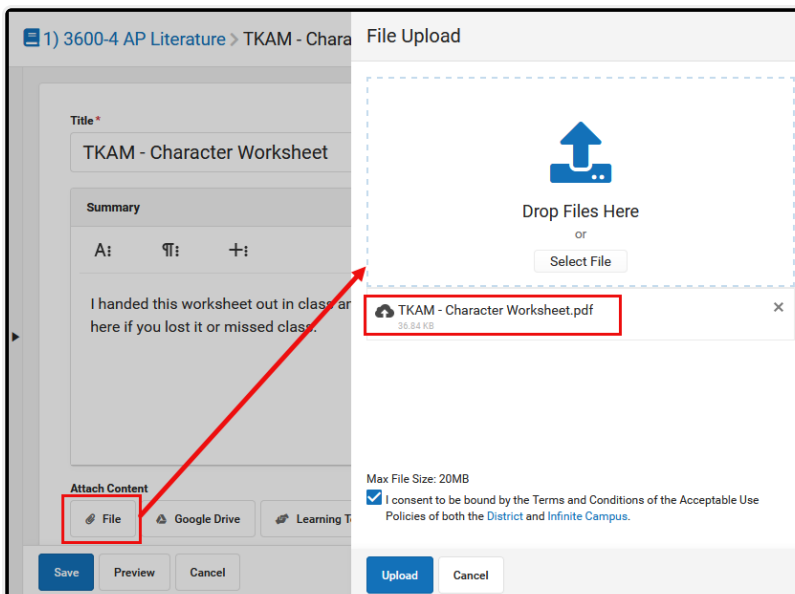 1) 3600-4 AP Literature > TKAM - Chara
Title*
TKAM - Character Worksheet
Summary
I handed this worksheet out in class an
here if you lost it or missed class.
Attach Content
File
Google Drive
Learning T
Save
Preview
Cancel
File Upload
Drop Files Here
or
Select File
TKAM - Character Worksheet.pdf
36.84 KB
Max File Size: 20MB
I consent to be bound by the Terms and Conditions of the Acceptable Use
Policies of both the District and Infinite Campus.
Upload
Cancel